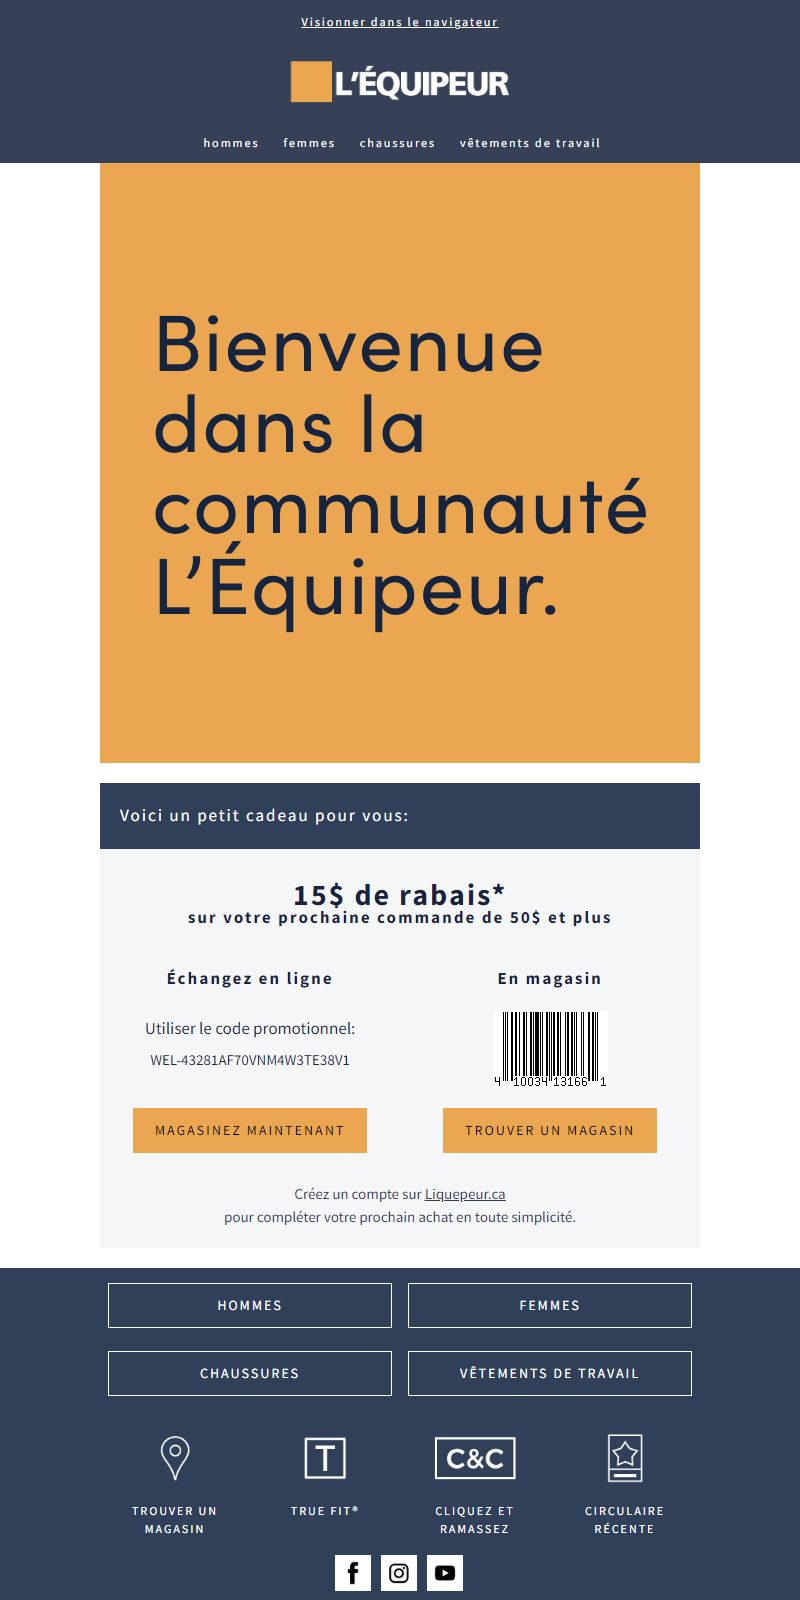 Visionner dans le navigateur
L'ÉQUIPEUR
hommes femmes chaussures vêtements de travail
Bienvenue
dans la
communauté
L’Équipeur.
Voici un petit cadeau pour vous:
15$ de rabais*
sur votre prochaine commande de 50$ et plus
Échangez en ligne
Utiliser le code promotionnel:
WEL-43281AF70VNM4W3TE38V1
MAGASINEZ MAINTENANT
En magasin
4 10034 13166 1
TROUVER UN MAGASIN
Créez un compte sur Liquepeur.ca
pour compléter votre prochain achat en toute simplicité.
HOMMES
FEMMES
CHAUSSURES
VÊTEMENTS DE TRAVAIL
TROUVER UN
MAGASIN
T
TRUE FIT®
C&C
CLIQUEZ ET
RAMASSEZ
CIRCULAIRE
RÉCENTE